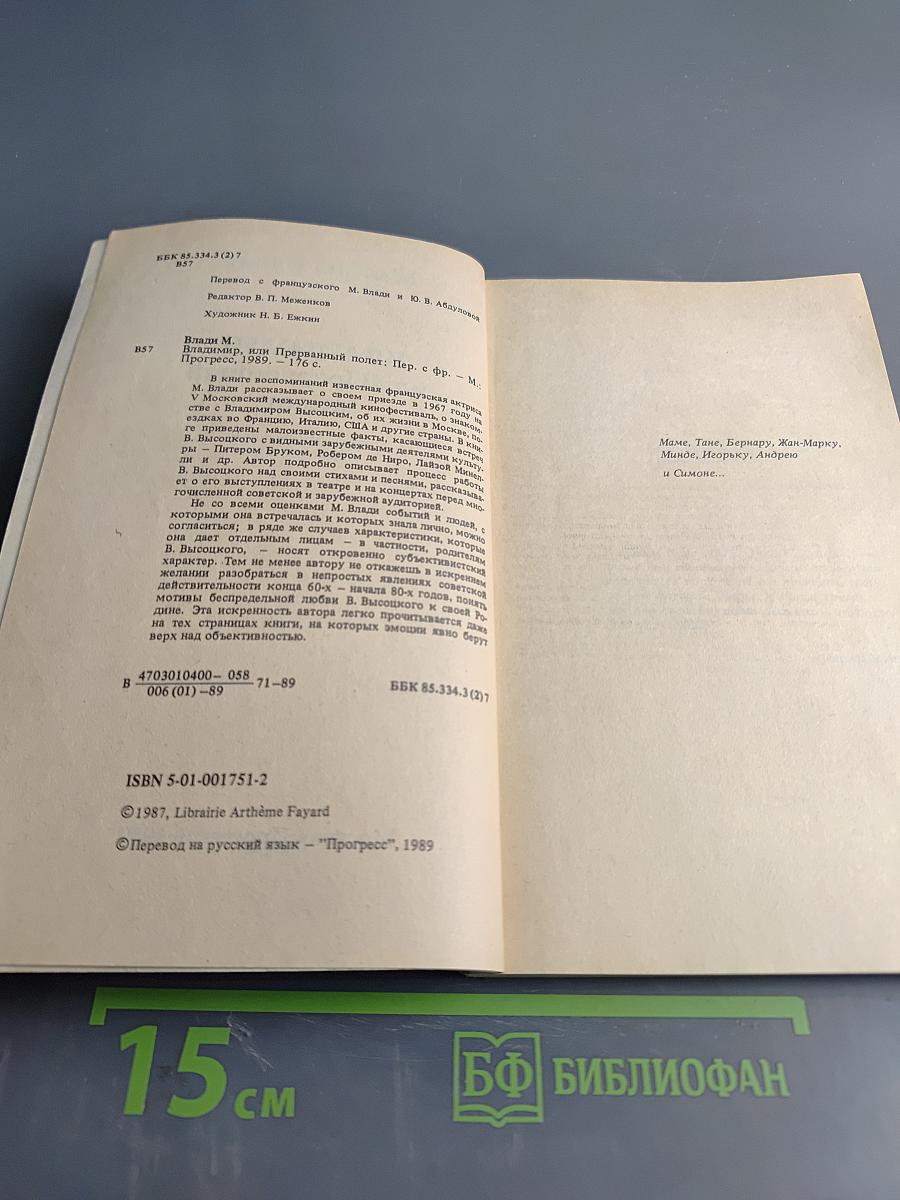 ББК 85.334.3(2)7
В57
Перевод с французского М. Влади и Ю. В. Абдуловой
Редактор В. П. Меженков
Художник Н. Б. Ежкин
Влади М.
В57
Владимир, или Прерванный полет: Пер. с фр. – М.:
Прогресс, 1989. – 176 с.
В книге воспоминаний известная французская актриса
М. Влади рассказывает о своем приезде в 1967 году на
V Московский международный кинофестиваль, о знаком-
стве с Владимиром Высоцким, об их жизни в Москве, по-
ездках во Францию, Италию, США и другие страны. В кни-
ге приведены малоизвестные факты, касающиеся встреч
В. Высоцкого с видными зарубежными деятелями культу-
ры – Питером Бруком, Робером де Ниро, Лайзой Минел-
ли и др. Автор подробно описывает процесс работы
В. Высоцкого над своими стихами и песнями, рассказыва-
ет о его выступлениях в театре и на концертах перед мно-
гочисленной советской и зарубежной аудиторией.
Не со всеми оценками М. Влади событий и людей, с
которыми она встречалась и которых знала лично, можно
согласиться; в ряде же случаев характеристики, которые
она дает отдельным лицам – в частности, родителям
В. Высоцкого, – носят откровенно субъективистский
характер. Тем не менее автору не откажешь в искреннем
желании разобраться в непростых явлениях советской
действительности конца 60-х – начала 80-х годов, понять
мотивы беспредельной любви В. Высоцкого к своей Ро-
дине. Эта искренность автора легко прочитывается даже
на тех страницах книги, на которых эмоции явно берут
верх над объективностью.
В 4703010400– 058
006 (01) –89
71–89
ББК 85.334.3(2)7
ISBN 5-01-001751-2
©1987, Librairie Arthème Fayard
©Перевод на русский язык – "Прогресс", 1989
Маме, Тане, Бернару, Жан-Марку,
Минде, Игорьку, Андрею
и Симоне...
15 см
БФ БИБЛИОФАН